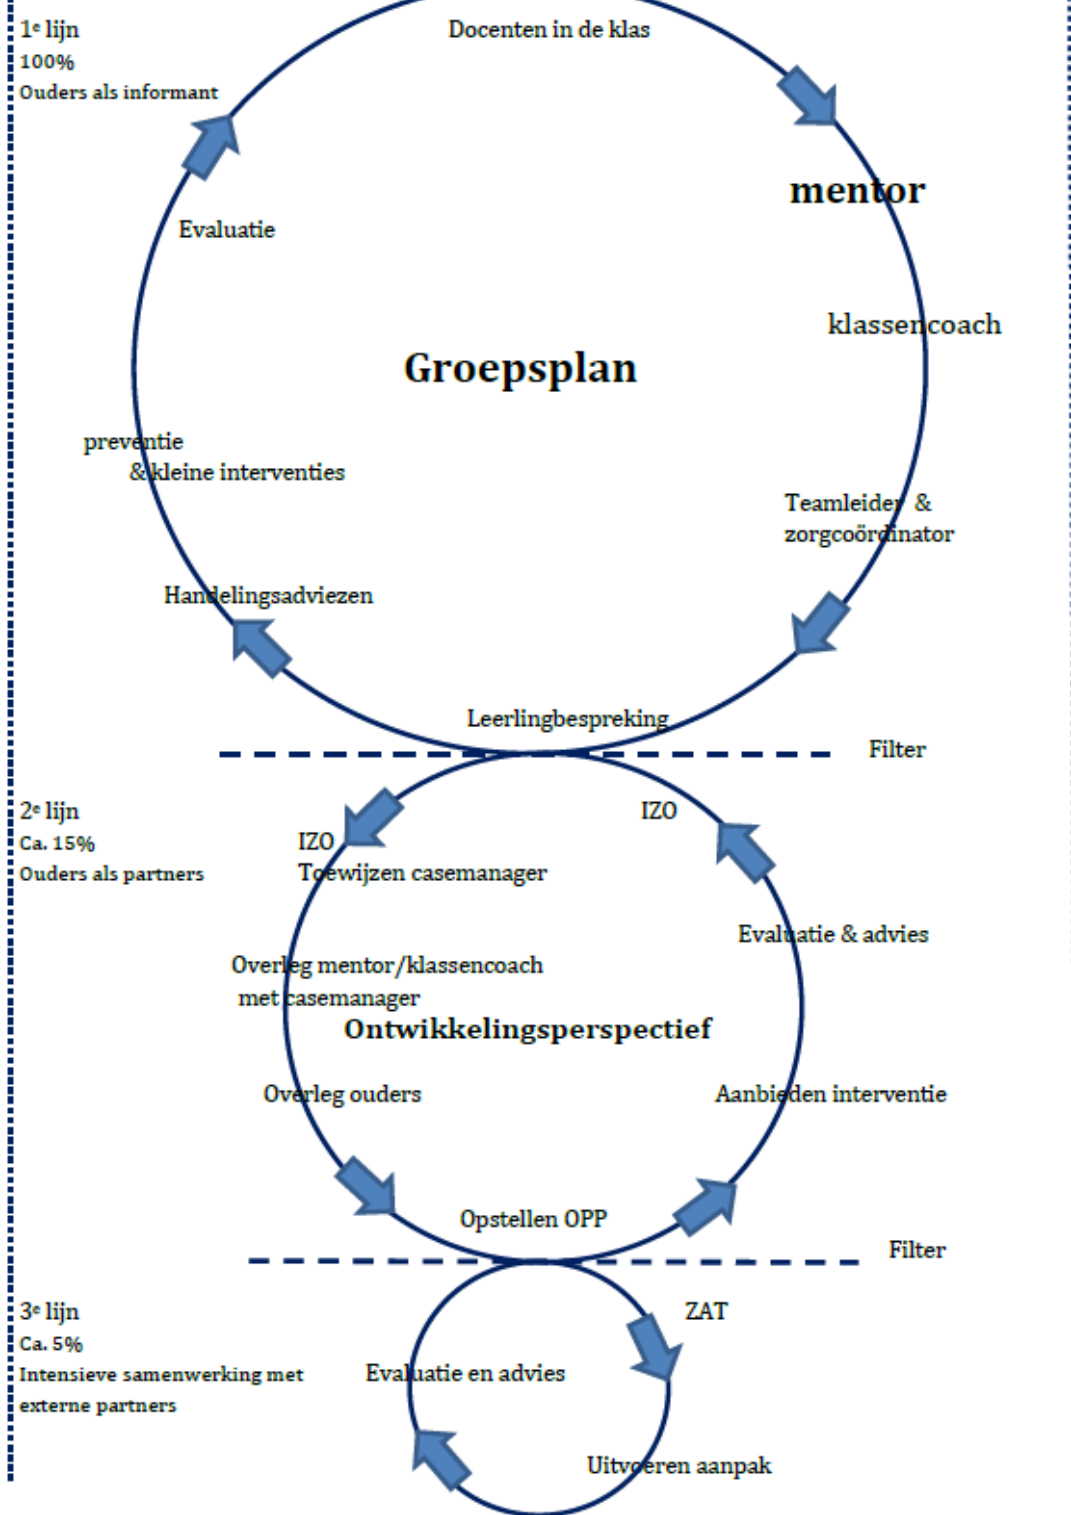 1e lijn
100%
Ouders als informant
Docenten in de klas
mentor
Evaluatie
klassencoach
Groepsplan
preventie
& kleine interventies
Teamleider &
zorgcoördinator
Handelingsadviezen
Leerlingbespreking
Filter
2e lijn
Ca. 15%
Ouders als partners
IZO
IZO
Toewijzen casemanager
Evaluatie & advies
Overleg mentor/klassencoach
met casemanager
Ontwikkelingsperspectief
Overleg ouders
Aanbieden interventie
Opstellen OPP
Filter
3e lijn
Ca. 5%
Intensieve samenwerking met
externe partners
ZAT
Evaluatie en advies
Uitvoeren aanpak